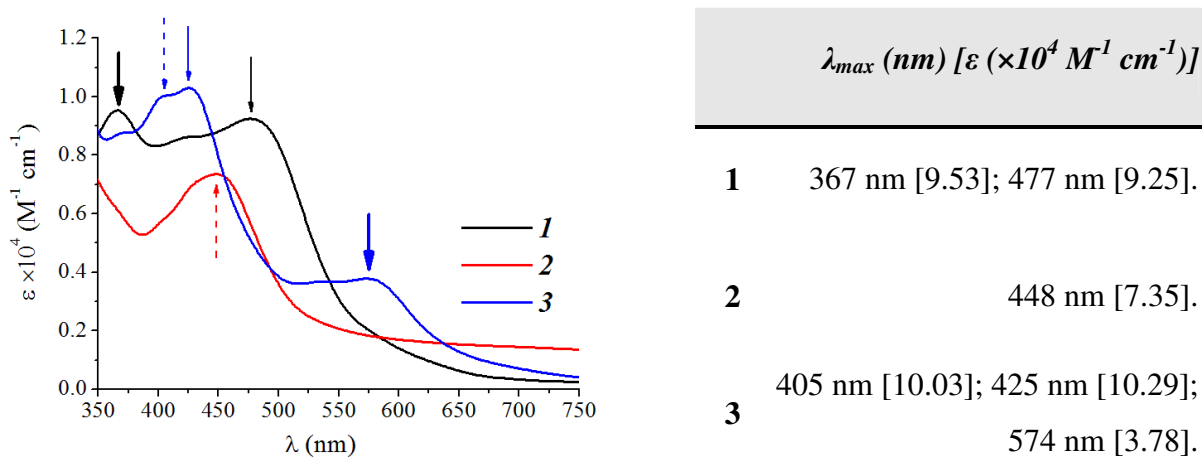 1.2
1.0
0.8
0.6
0.4
0.2
0.0
350 400 450 500 550 600 650 700 750
λ (nm)
ε ×10⁴ (M⁻¹ cm⁻¹)
1
2
3
λmax (nm) [ε (×10⁴ M⁻¹ cm⁻¹)]
1 367 nm [9.53]; 477 nm [9.25].
2 448 nm [7.35].
3 405 nm [10.03]; 425 nm [10.29];
574 nm [3.78].